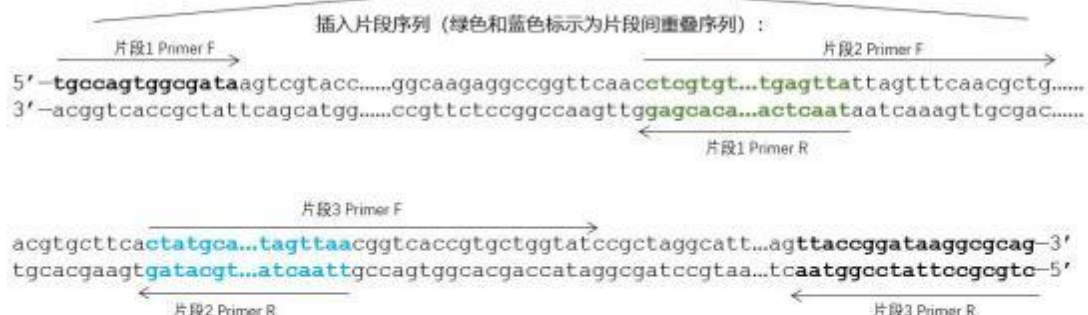 插入片段序列（绿色和蓝色标示为片段间重叠序列）：
片段1 Primer F 片段2 Primer F
5′—tgccagtggcgataagtcgtacc……ggcaagaggccggttcaacctcgtgt…tgagttattagtttcaacgctg……
3′—acggtcaccgctattcagcatgg……ccgttctccggccaagttggagcaca…actcaataatcaaagttgcgac……
片段1 Primer R
片段3 Primer F
acgtgcttcactatgca…tagttaacggtcaccgtgctggtatccgctaggcatt…agttaccggataaggcgcag—3′
tgcacgaagtgatacgt…atcaattgccagtggcacgaccataggcgatccgtaa…tcaatggcctattccgcgtc—5′
片段2 Primer R 片段3 Primer R